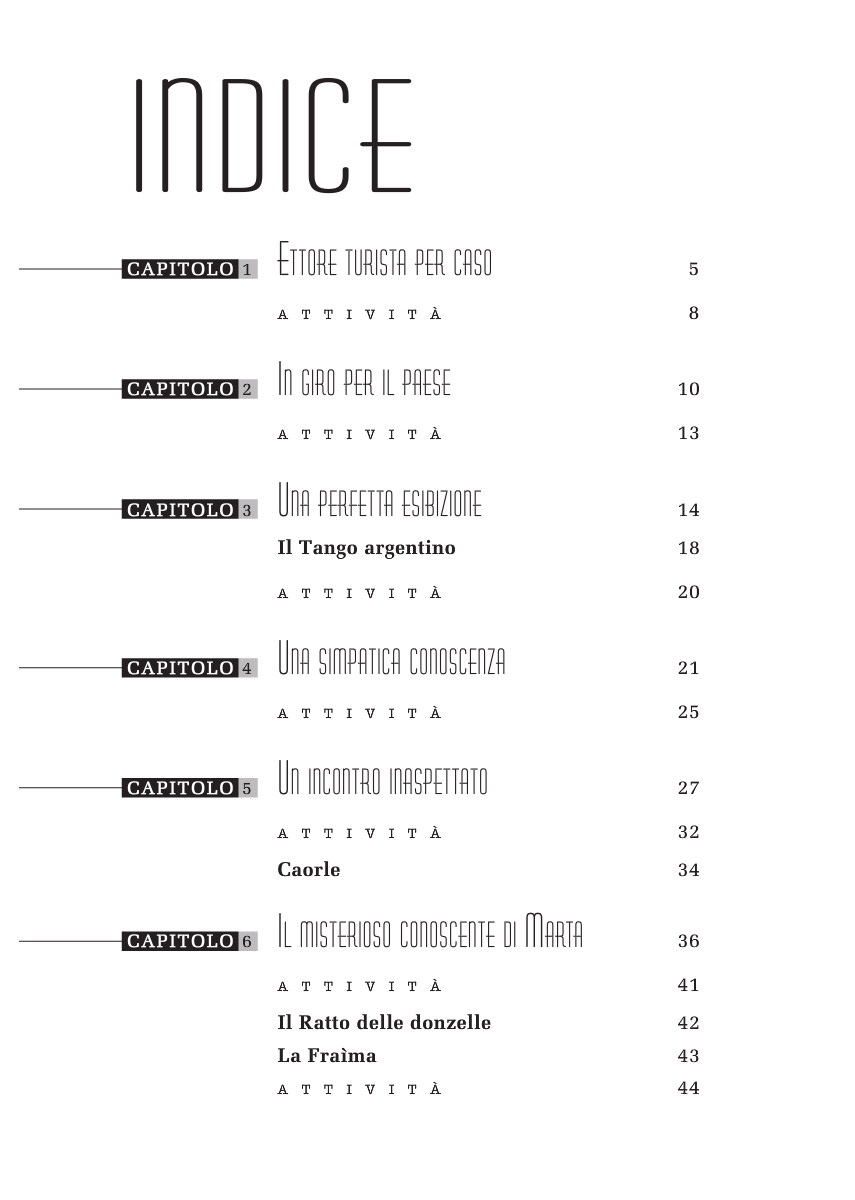 INDICE
CAPITOLO 1 Ettore turista per caso 5
ATTIVITÀ 8
CAPITOLO 2 In giro per il paese 10
ATTIVITÀ 13
CAPITOLO 3 Una perfetta esibizione 14
Il Tango argentino 18
ATTIVITÀ 20
CAPITOLO 4 Una simpatica conoscenza 21
ATTIVITÀ 25
CAPITOLO 5 Un incontro inaspettato 27
ATTIVITÀ 32
Caorle 34
CAPITOLO 6 Il misterioso conoscente di Marta 36
ATTIVITÀ 41
Il Ratto delle donzelle 42
La Fraìma 43
ATTIVITÀ 44